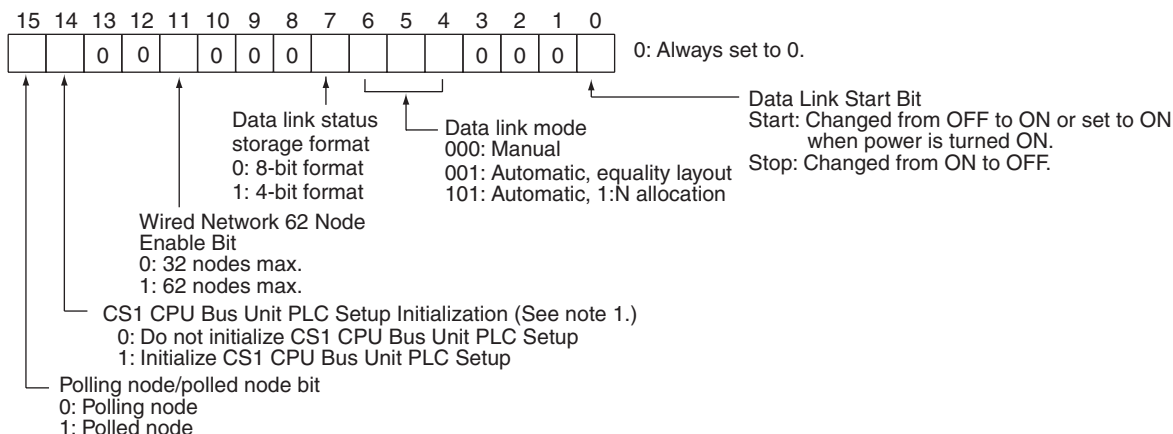 15 14 13 12 11 10 9 8 7 6 5 4 3 2 1 0
0 0 0 0 0 0 0 0
0: Always set to 0.
Data Link Start Bit
Start: Changed from OFF to ON or set to ON
when power is turned ON.
Stop: Changed from ON to OFF.
Data link mode
000: Manual
001: Automatic, equality layout
101: Automatic, 1:N allocation
Data link status
storage format
0: 8-bit format
1: 4-bit format
Wired Network 62 Node
Enable Bit
0: 32 nodes max.
1: 62 nodes max.
CS1 CPU Bus Unit PLC Setup Initialization (See note 1.)
0: Do not initialize CS1 CPU Bus Unit PLC Setup
1: Initialize CS1 CPU Bus Unit PLC Setup
Polling node/polled node bit
0: Polling node
1: Polled node